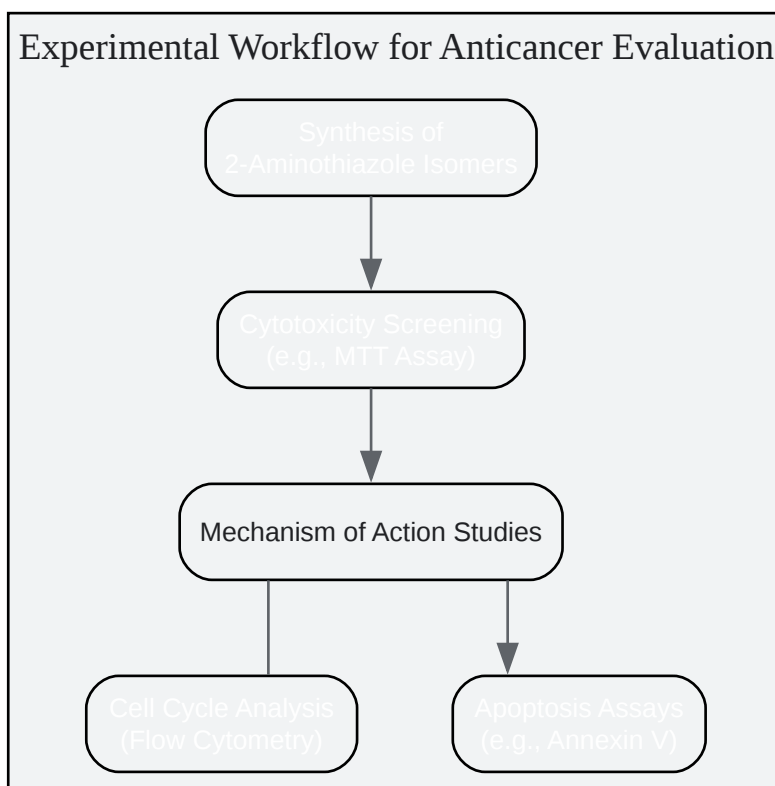 Experimental Workflow for Anticancer Evaluation
Synthesis of
2-Aminothiazole Isomers
Cytotoxicity Screening
(e.g., MTT Assay)
Mechanism of Action Studies
Cell Cycle Analysis
(Flow Cytometry)
Apoptosis Assays
(e.g., Annexin V)